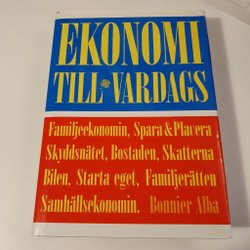 EKONOMI
TILL VARDAGS
Familjeekonomin, Spara & Placera
Skyddsnätet, Bostaden, Skatterna
Bilen, Starta eget, Familjerätten
Samhällsekonomin. Bonnier Alba